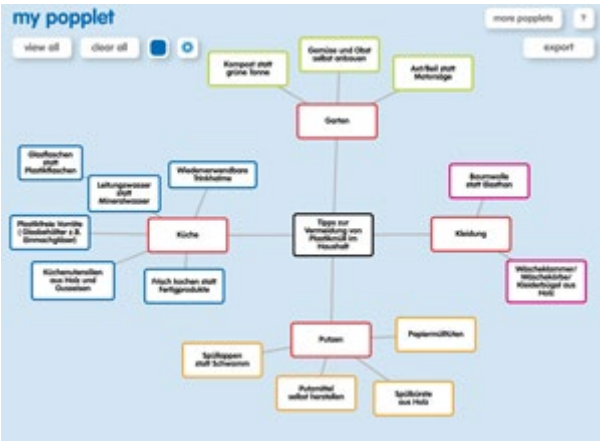 my popplet
more popplets
?
view all
clear all
export
Kompost statt
grüne Tonne
Gemüse und Obst
selbst anbauen
Axt/Beil statt
Motorsäge
Garten
Glasflaschen
statt
Plastikflaschen
Leitungswasser
statt
Mineralwasser
Wiederverwendbare
Trinkhalme
Plastikfreie Vorräte
(Glasbehälter z.B.
Einmachgläser)
Küche
Küchenutensilien
aus Holz und
Gusseisen
Frisch kochen statt
Fertigprodukte
Tipps zur
Vermeidung von
Plastikmüll im
Haushalt
Baumwolle
statt Elasthan
Kleidung
Wäscheklammer/
Wäschekörbe/
Kleiderbügel aus
Holz
Putzen
Papiermülltüten
Spüllappen
statt Schwamm
Putzmittel
selbst herstellen
Spülbürste
aus Holz